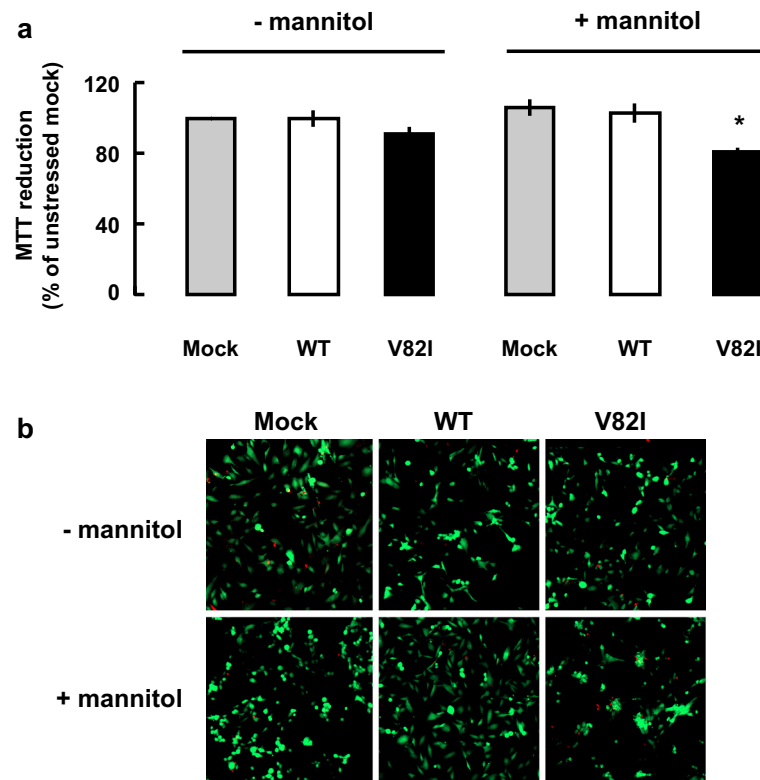 a
- mannitol
+ mannitol
MTT reduction
(% of unstressed mock)
120
80
40
0
*
Mock
WT
V82I
Mock
WT
V82I
b
Mock
WT
V82I
- mannitol
+ mannitol